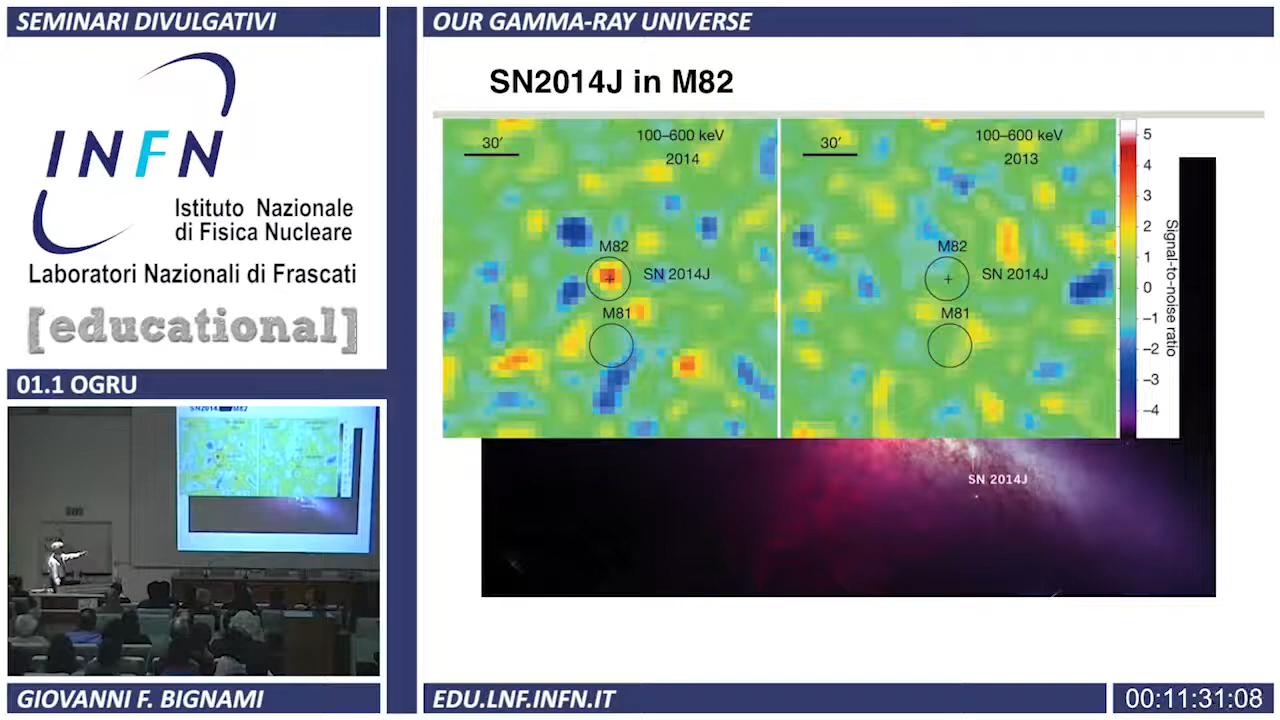 SEMINARI DIVULGATIVI
INFN
Istituto Nazionale
di Fisica Nucleare
Laboratori Nazionali di Frascati
[educational]
01.1 OGRU
GIOVANNI F. BIGNAMI
OUR GAMMA-RAY UNIVERSE
SN2014J in M82
30′
100–600 keV
2014
M82
SN 2014J
M81
30′
100–600 keV
2013
M82
SN 2014J
M81
5
4
3
2
1
0
−1
−2
−3
−4
Signal-to-noise ratio
SN 2014J
EDU.LNF.INFN.IT
00:11:31:08